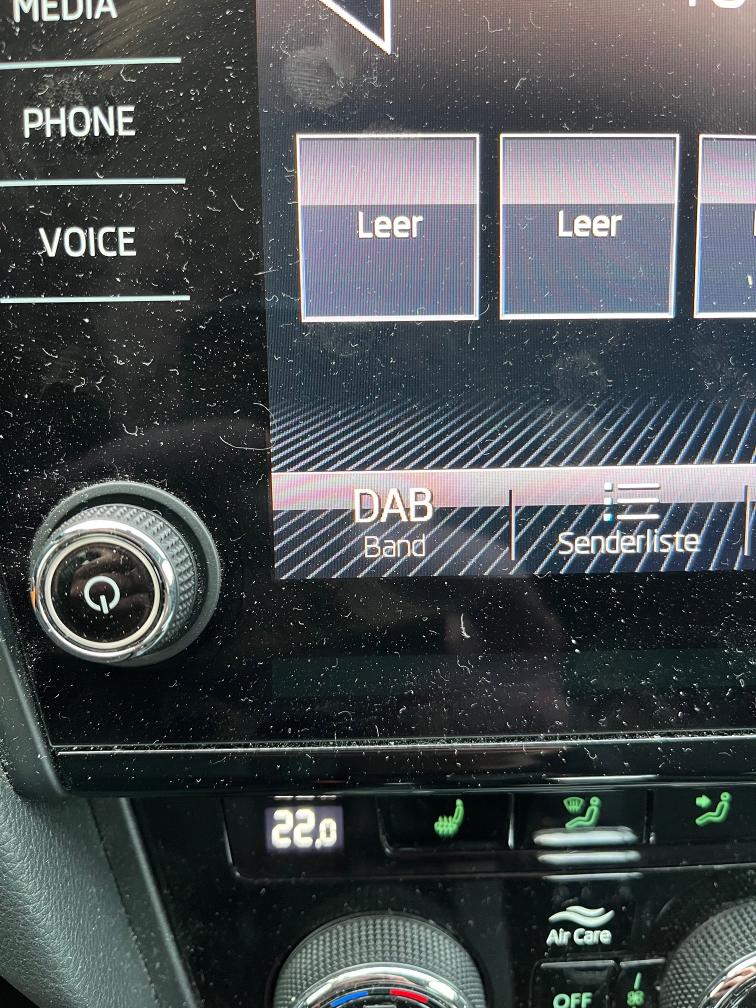 MEDIA
PHONE
VOICE
Leer
Leer
DAB
Band
Senderliste
22.0
Air Care
OFF